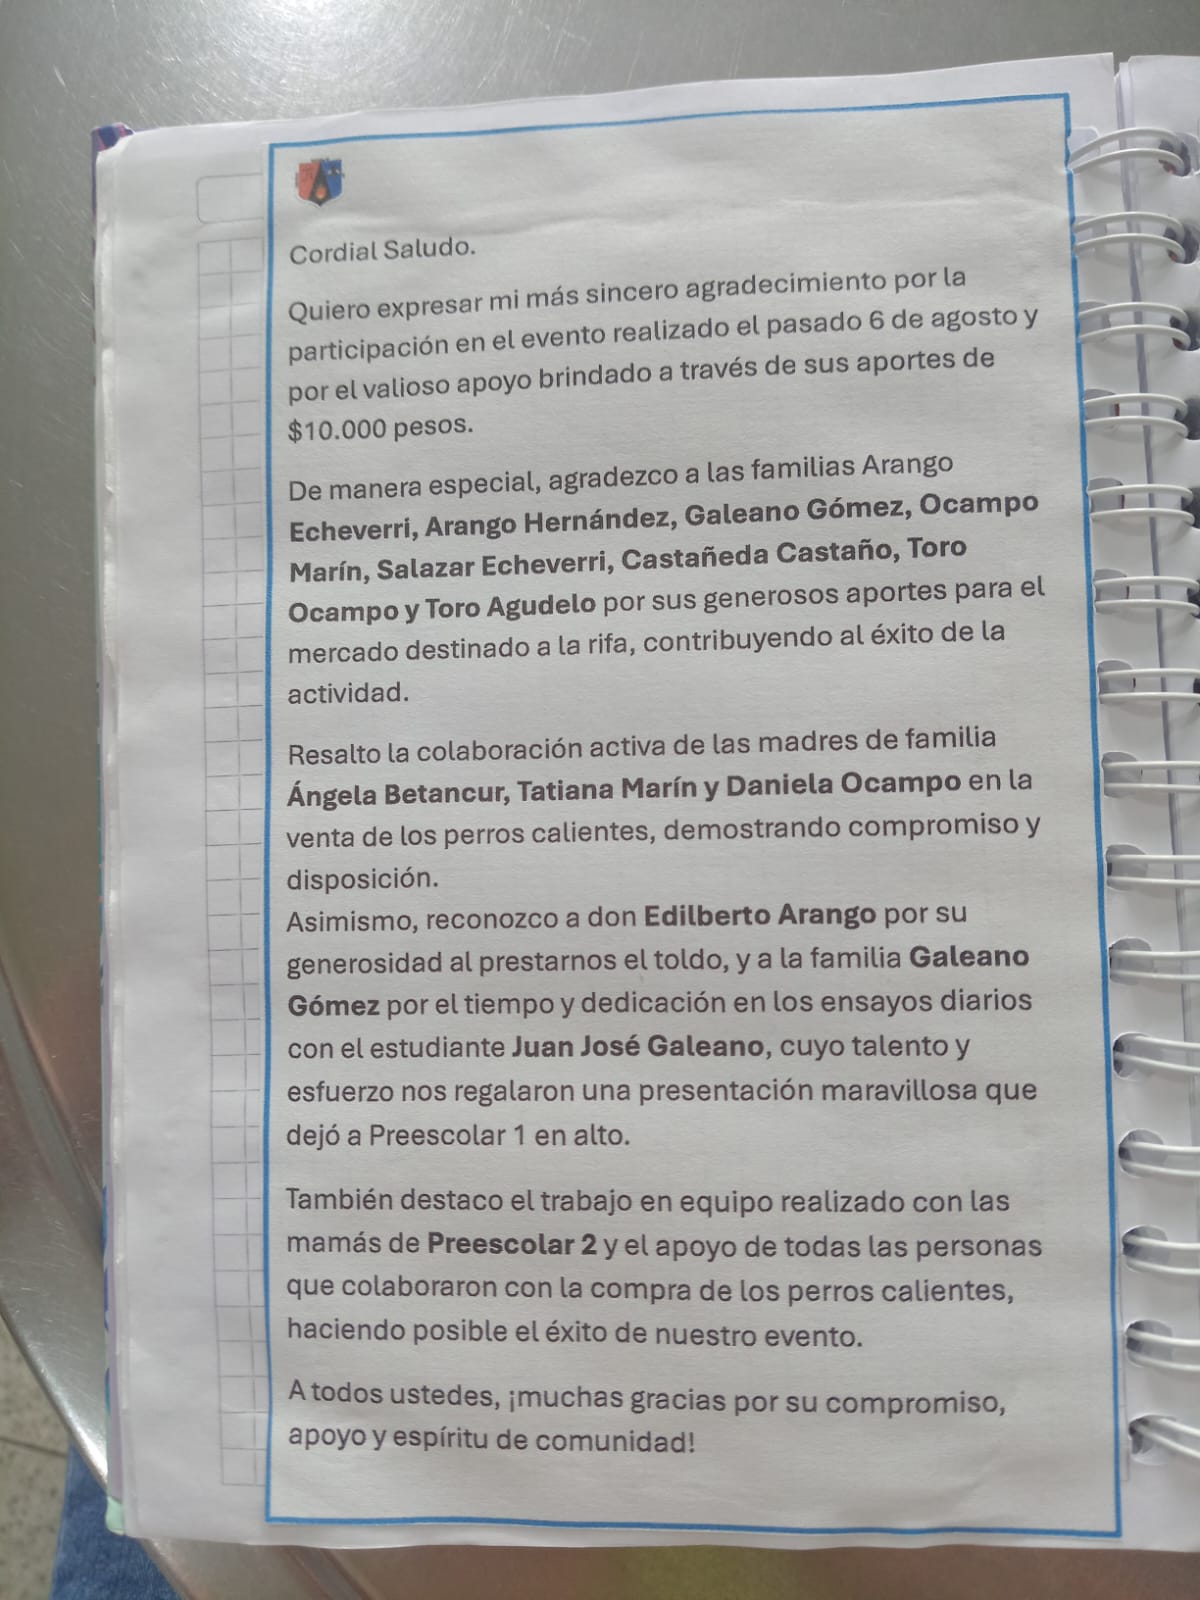 Cordial Saludo.
Quiero expresar mi más sincero agradecimiento por la
participación en el evento realizado el pasado 6 de agosto y
por el valioso apoyo brindado a través de sus aportes de
$10.000 pesos.
De manera especial, agradezco a las familias Arango
Echeverri, Arango Hernández, Galeano Gómez, Ocampo
Marín, Salazar Echeverri, Castañeda Castaño, Toro
Ocampo y Toro Agudelo por sus generosos aportes para el
mercado destinado a la rifa, contribuyendo al éxito de la
actividad.
Resalto la colaboración activa de las madres de familia
Ángela Betancur, Tatiana Marín y Daniela Ocampo en la
venta de los perros calientes, demostrando compromiso y
disposición.
Asimismo, reconozco a don Edilberto Arango por su
generosidad al prestarnos el toldo, y a la familia Galeano
Gómez por el tiempo y dedicación en los ensayos diarios
con el estudiante Juan José Galeano, cuyo talento y
esfuerzo nos regalaron una presentación maravillosa que
dejó a Preescolar 1 en alto.
También destaco el trabajo en equipo realizado con las
mamás de Preescolar 2 y el apoyo de todas las personas
que colaboraron con la compra de los perros calientes,
haciendo posible el éxito de nuestro evento.
A todos ustedes, ¡muchas gracias por su compromiso,
apoyo y espíritu de comunidad!